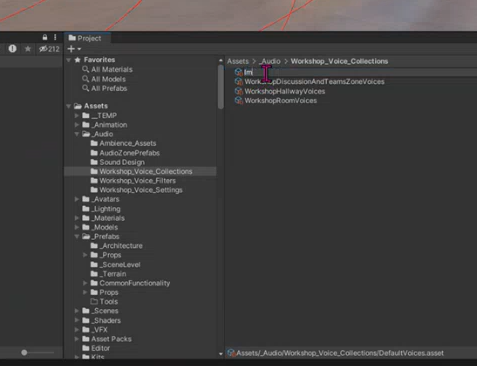 212
Project
+
Favorites
All Materials
All Models
All Prefabs
Assets
__TEMP
_Animation
_Audio
Ambience_Assets
AudioZonePrefabs
Sound Design
Workshop_Voice_Collections
Workshop_Voice_Filters
Workshop_Voice_Settings
_Avatars
_Lighting
_Materials
_Models
_Prefabs
_Architecture
_Props
_SceneLevel
_Terrain
CommonFunctionality
Props
Tools
_Scenes
_Shaders
_VFX
Asset Packs
Editor
Kits
Assets > _Audio > Workshop_Voice_Collections
Im
WorkshopDiscussionAndTeamsZoneVoices
WorkshopHallwayVoices
WorkshopRoomVoices
Assets/_Audio/Workshop_Voice_Collections/DefaultVoices.asset